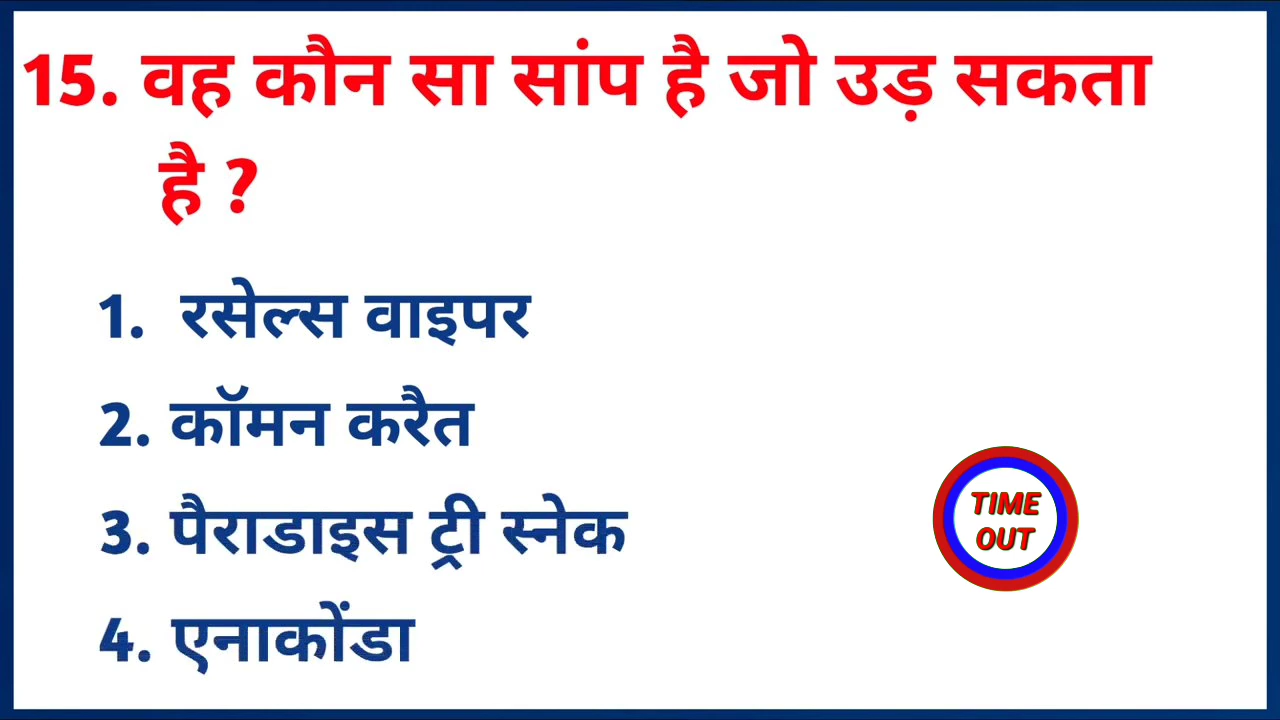 15. वह कौन सा सांप है जो उड़ सकता
है ?
1. रसेल्स वाइपर
2. कॉमन करैत
3. पैराडाइस ट्री स्नेक
TIME
OUT
4. एनाकोंडा